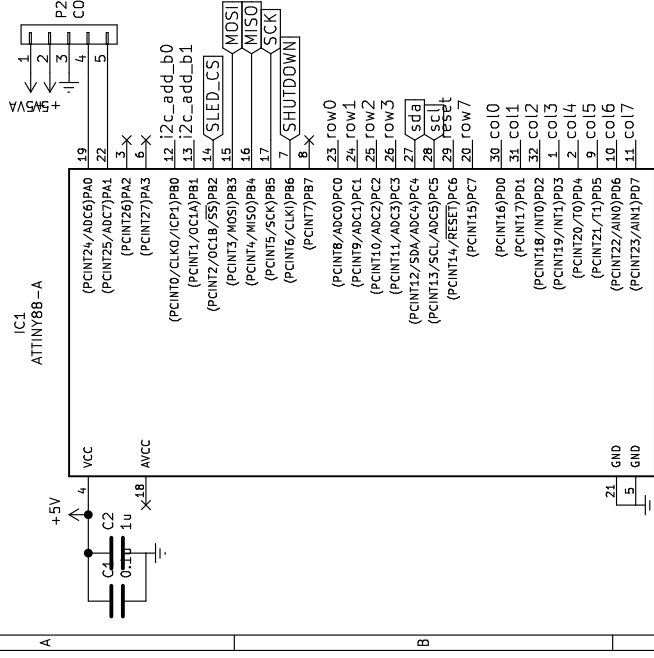 A
B
IC1
ATTINY88-A
P2
CO
1
2
3
4
5
+5V
C1
0.1u
C2
1u
4 VCC
18 AVCC
21 GND
5 GND
(PCINT24/ADC6)PA0 19
(PCINT25/ADC7)PA1 22
(PCINT26)PA2 3
(PCINT27)PA3 6
(PCINT0/CLKO/ICP1)PB0 12 i2c_add_b0
(PCINT1/OC1A)PB1 13 i2c_add_b1
(PCINT2/OC1B/SS)PB2 14 SLED_CS
(PCINT3/MOSI)PB3 15 MOSI
(PCINT4/MISO)PB4 16 MISO
(PCINT5/SCK)PB5 17 SCK
(PCINT6/CLKI)PB6 7 SHUTDOWN
(PCINT7)PB7 8
(PCINT8/ADC0)PC0 23 row0
(PCINT9/ADC1)PC1 24 row1
(PCINT10/ADC2)PC2 25 row2
(PCINT11/ADC3)PC3 26 row3
(PCINT12/SDA/ADC4)PC4 27 sda
(PCINT13/SCL/ADC5)PC5 28 scl
(PCINT14/RESET)PC6 29 reset
(PCINT15)PC7 20 row7
(PCINT16)PD0 30 col0
(PCINT17)PD1 31 col1
(PCINT18/INT0)PD2 32 col2
(PCINT19/INT1)PD3 1 col3
(PCINT20/T0)PD4 2 col4
(PCINT21/T1)PD5 9 col5
(PCINT22/AIN0)PD6 10 col6
(PCINT23/AIN1)PD7 11 col7